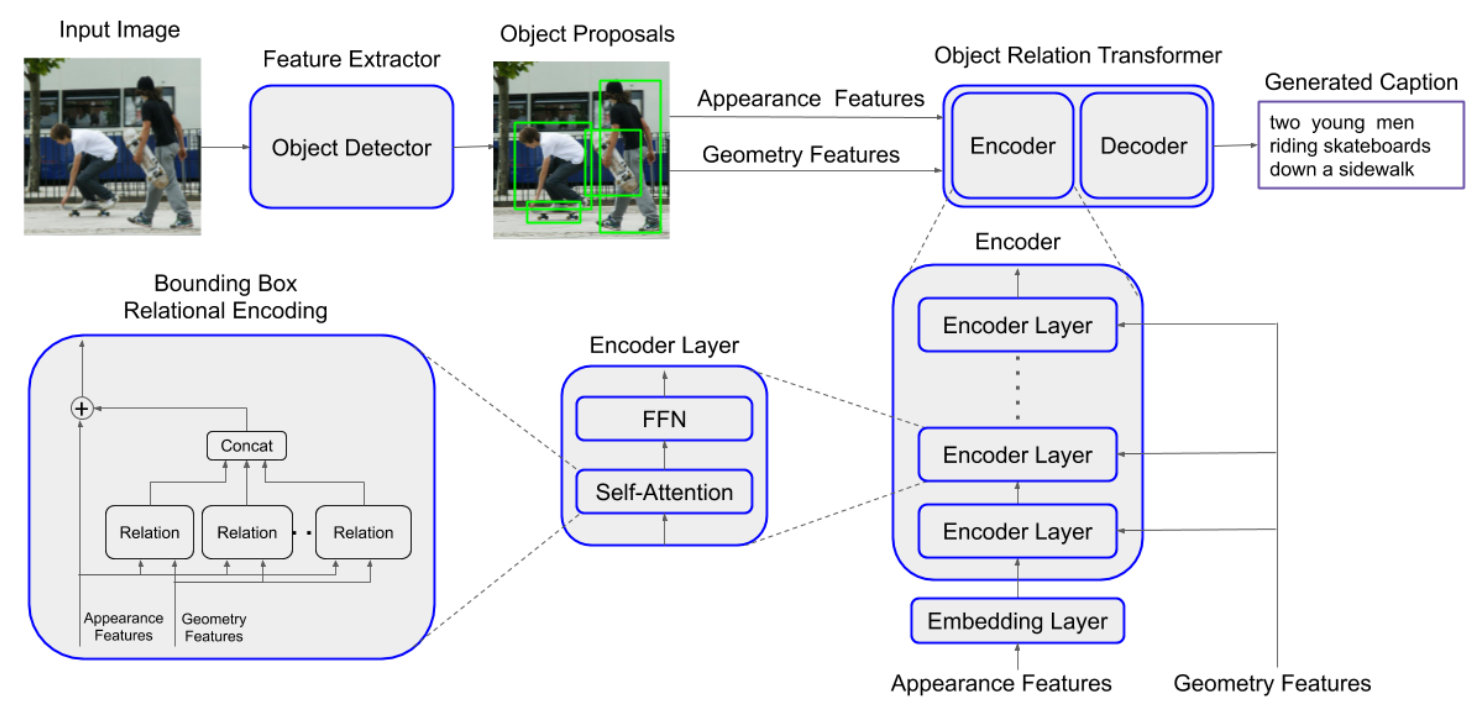 Input Image
Feature Extractor
Object Detector
Object Proposals
Appearance Features
Geometry Features
Object Relation Transformer
Encoder
Decoder
Generated Caption
two young men
riding skateboards
down a sidewalk
Bounding Box
Relational Encoding
+
Concat
Relation
Relation
Relation
Appearance
Features
Geometry
Features
Encoder Layer
FFN
Self-Attention
Encoder
Encoder Layer
Encoder Layer
Encoder Layer
Embedding Layer
Appearance Features
Geometry Features